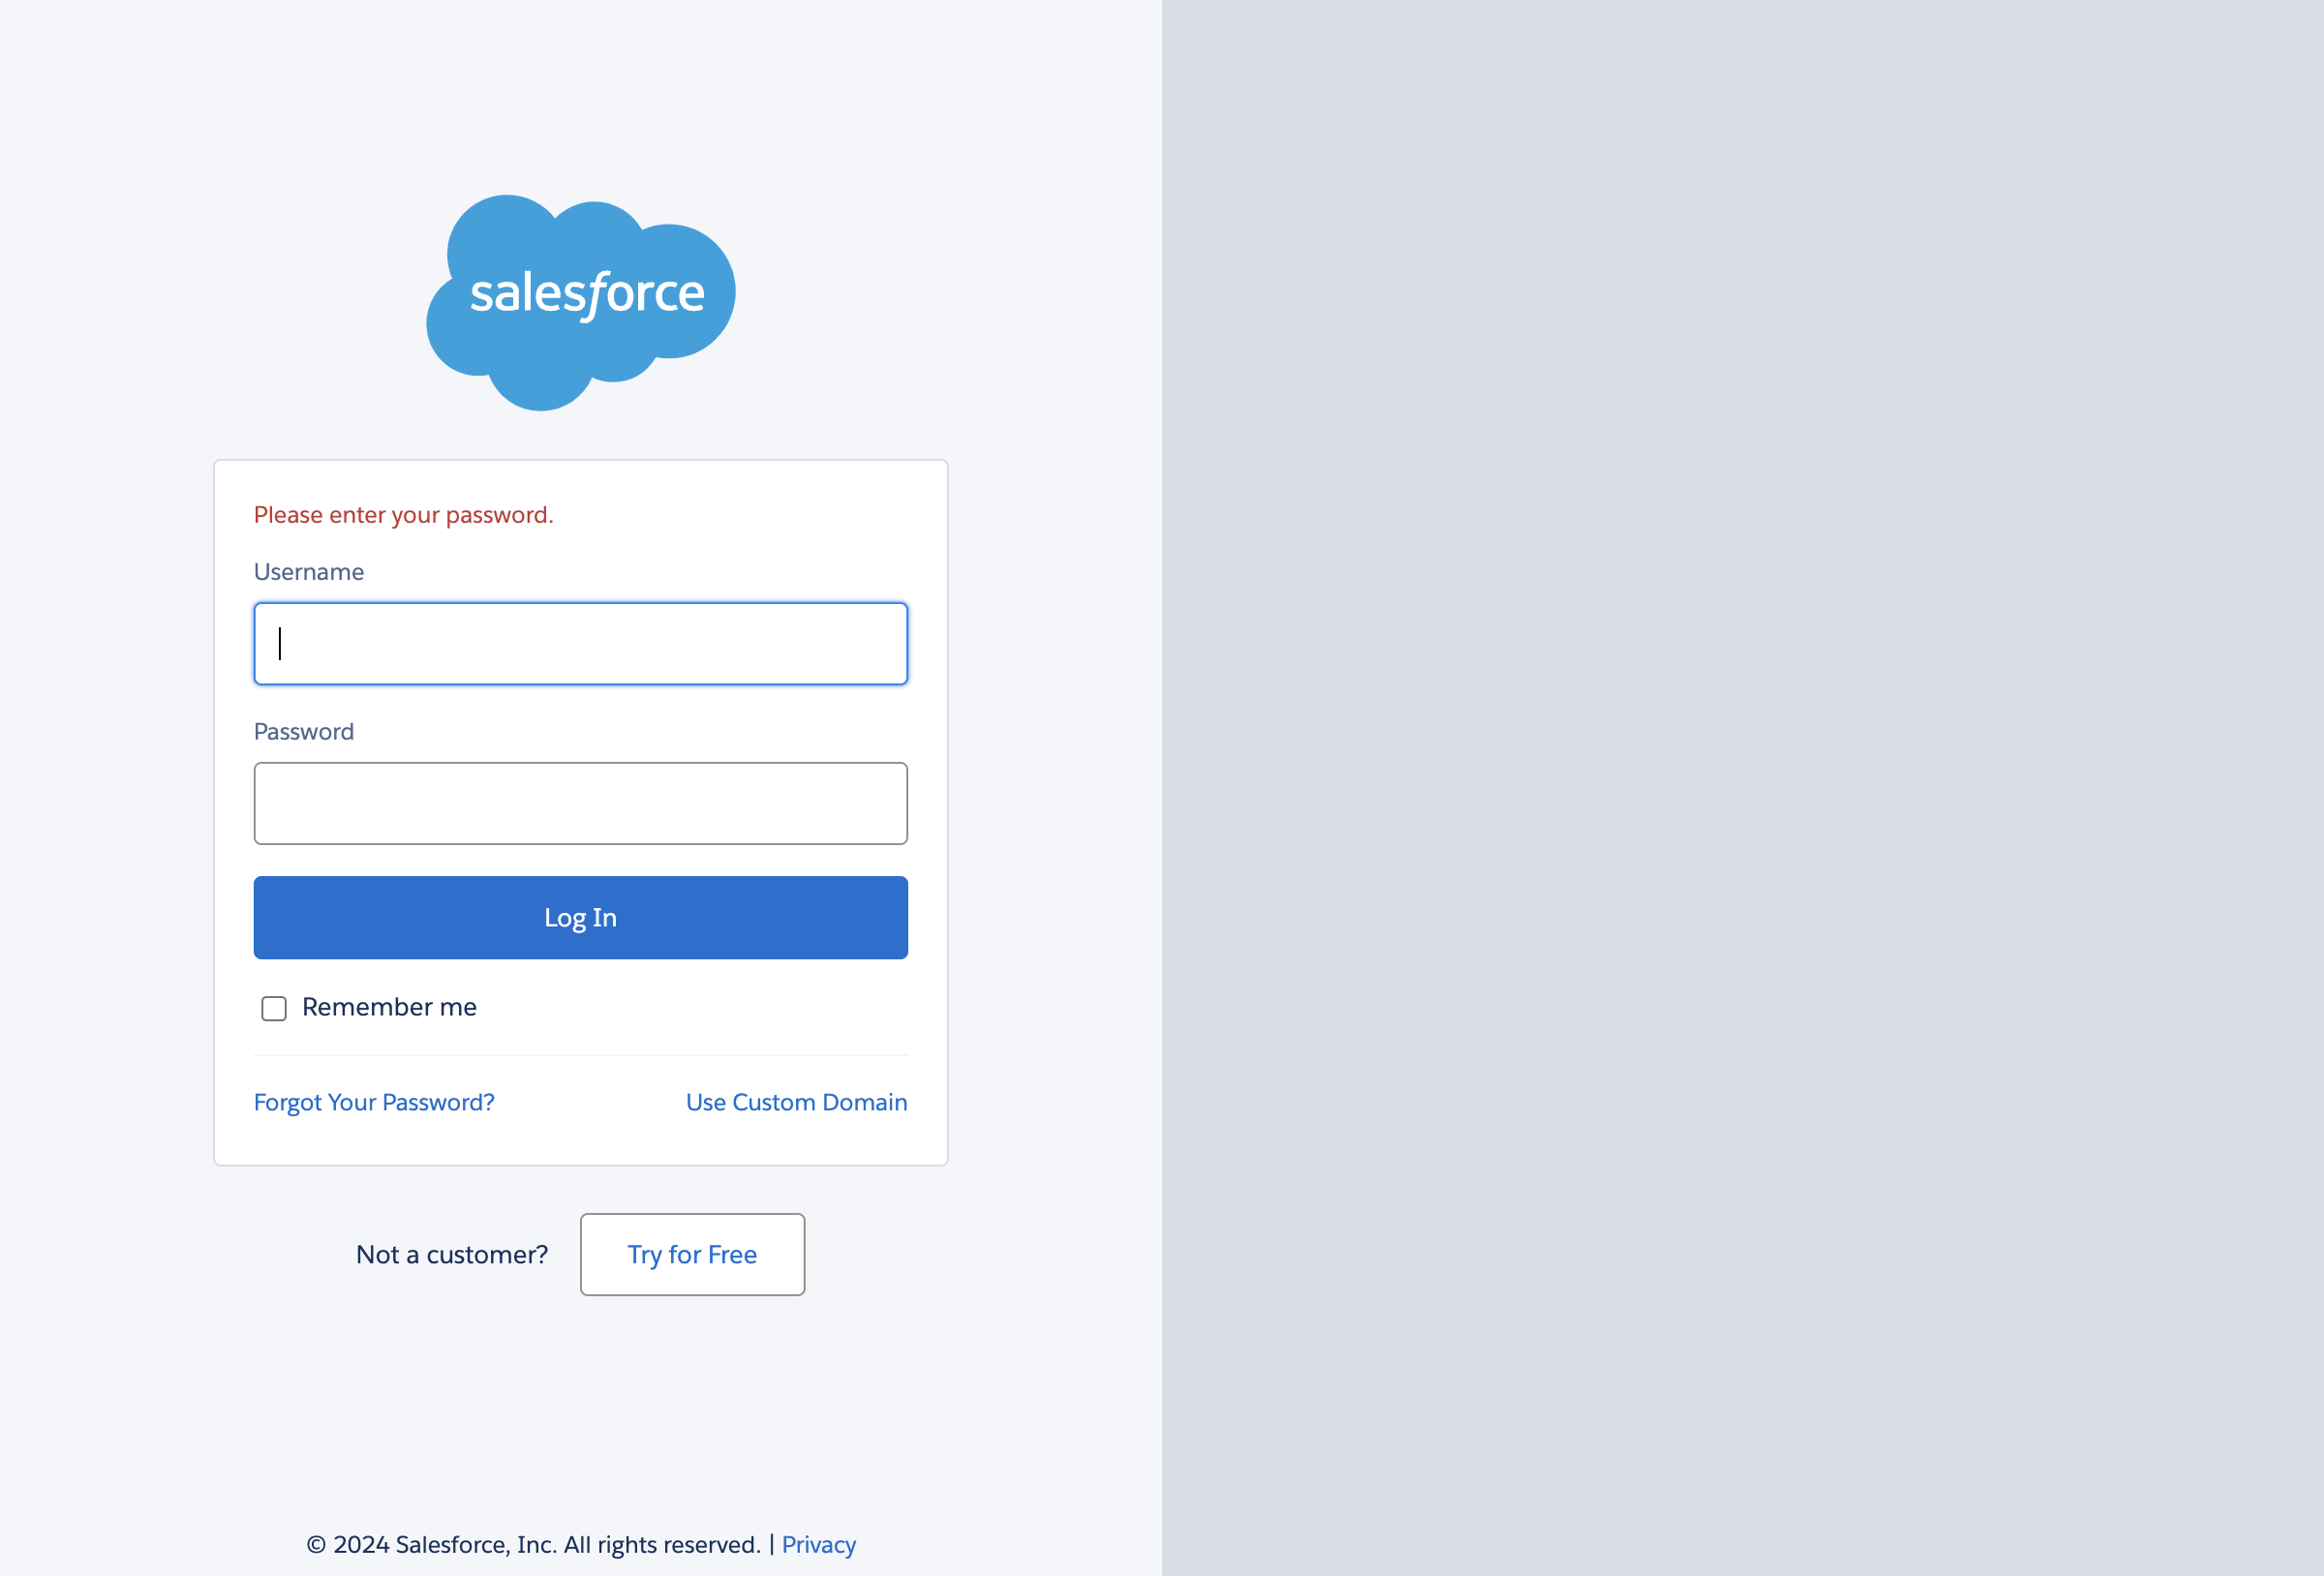 salesforce
Please enter your password.
Username
Password
Log In
Remember me
Forgot Your Password? Use Custom Domain
Not a customer? Try for Free
© 2024 Salesforce, Inc. All rights reserved. | Privacy